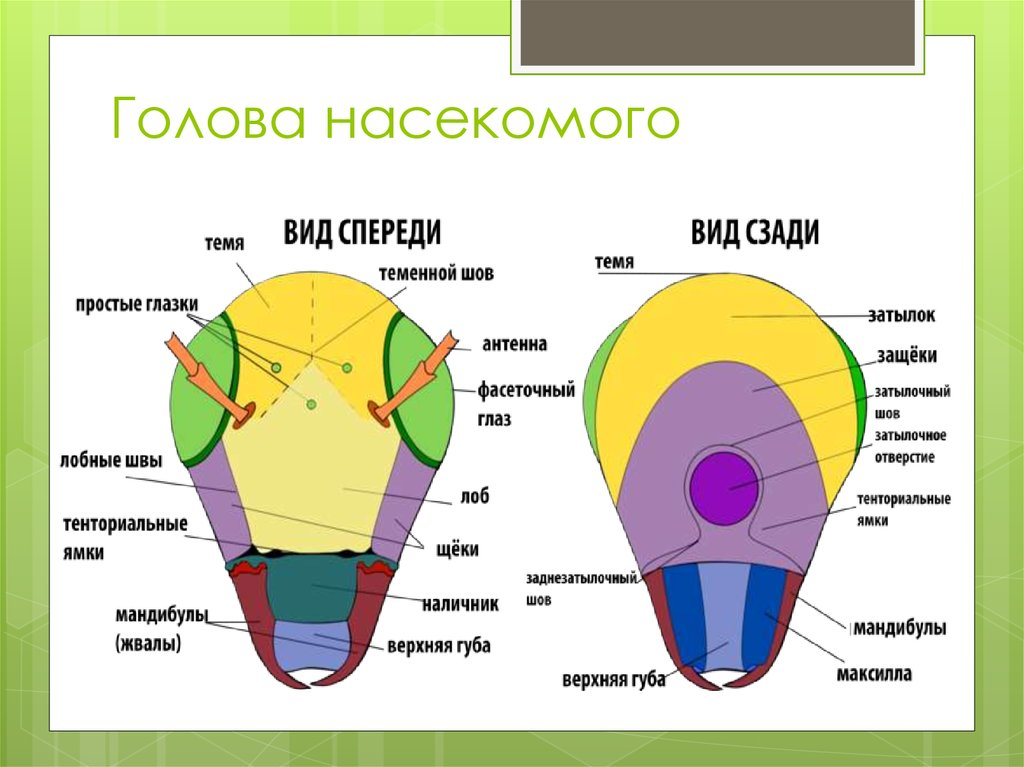 Голова насекомого
ВИД СПЕРЕДИ
темя
теменной шов
простые глазки
антенна
фасеточный
глаз
лобные швы
лоб
тенториальные
ямки
щёки
наличник
мандибулы
(жвалы)
верхняя губа
ВИД СЗАДИ
темя
затылок
защёки
затылочный
шов
затылочное
отверстие
тенториальные
ямки
заднезатылочный
шов
мандибулы
максилла
верхняя губа